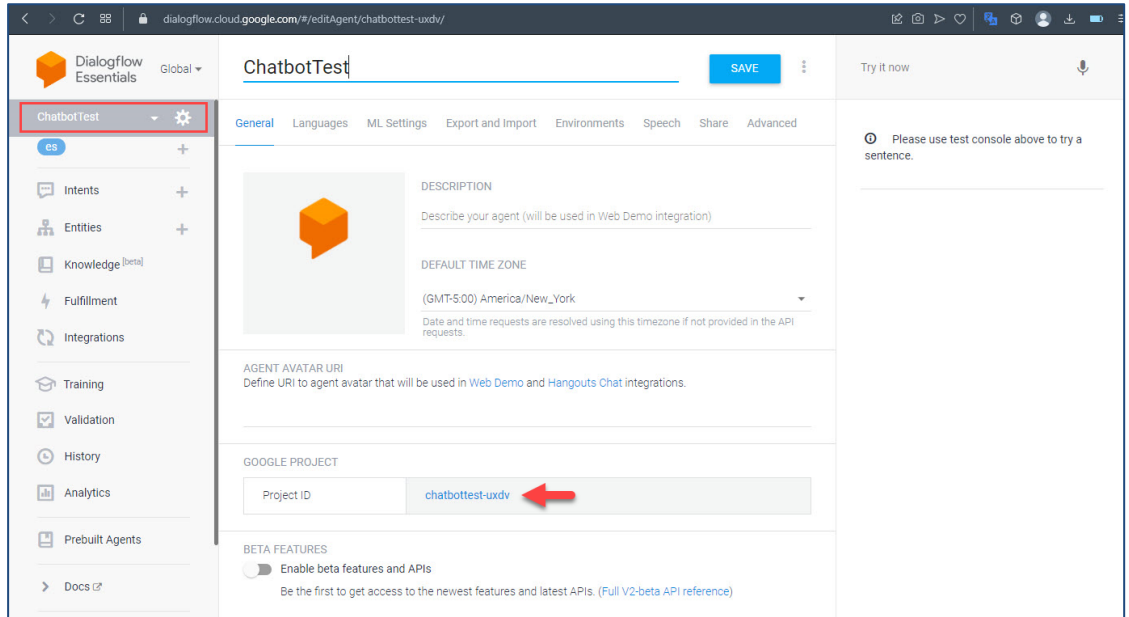 dialogflow.cloud.google.com/#/editAgent/chatbottest-uxdv/
Dialogflow
Essentials
Global
ChatbotTest
SAVE
Try it now
ChatbotTest
es
General Languages ML Settings Export and Import Environments Speech Share Advanced
Please use test console above to try a
sentence.
Intents
Entities
Knowledge [beta]
Fulfillment
Integrations
Training
Validation
History
Analytics
Prebuilt Agents
Docs
DESCRIPTION
Describe your agent (will be used in Web Demo integration)
DEFAULT TIME ZONE
(GMT-5:00) America/New_York
Date and time requests are resolved using this timezone if not provided in the API
requests.
AGENT AVATAR URI
Define URI to agent avatar that will be used in Web Demo and Hangouts Chat integrations.
GOOGLE PROJECT
Project ID
chatbottest-uxdv
BETA FEATURES
Enable beta features and APIs
Be the first to get access to the newest features and latest APIs. (Full V2-beta API reference)